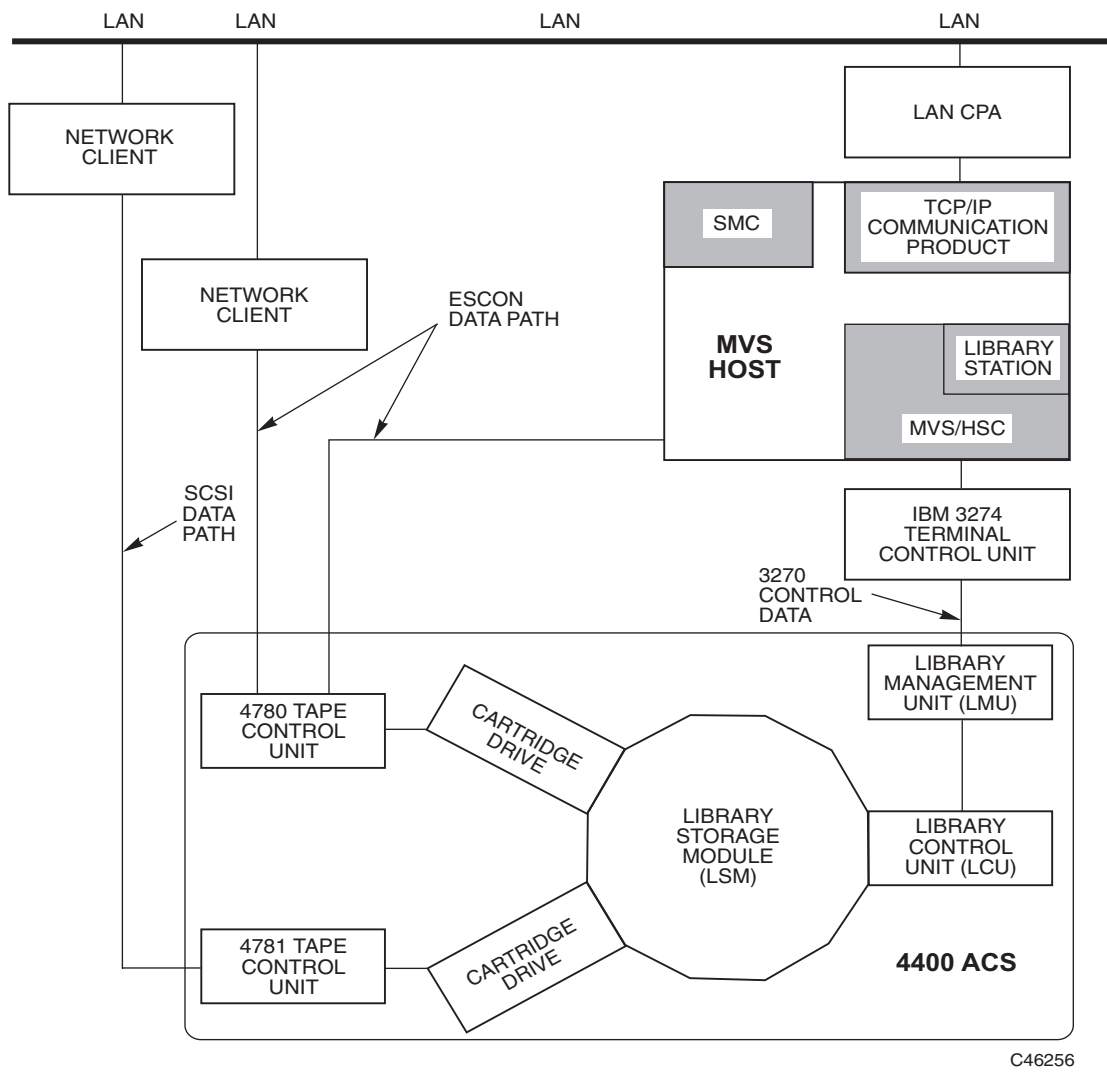 LAN
LAN
LAN
LAN
NETWORK
CLIENT
LAN CPA
SMC
TCP/IP
COMMUNICATION
PRODUCT
NETWORK
CLIENT
ESCON
DATA PATH
MVS
HOST
LIBRARY
STATION
MVS/HSC
SCSI
DATA
PATH
IBM 3274
TERMINAL
CONTROL UNIT
3270
CONTROL
DATA
LIBRARY
MANAGEMENT
UNIT (LMU)
4780 TAPE
CONTROL
UNIT
CARTRIDGE
DRIVE
LIBRARY
STORAGE
MODULE
(LSM)
LIBRARY
CONTROL
UNIT (LCU)
4781 TAPE
CONTROL
UNIT
CARTRIDGE
DRIVE
4400 ACS
C46256